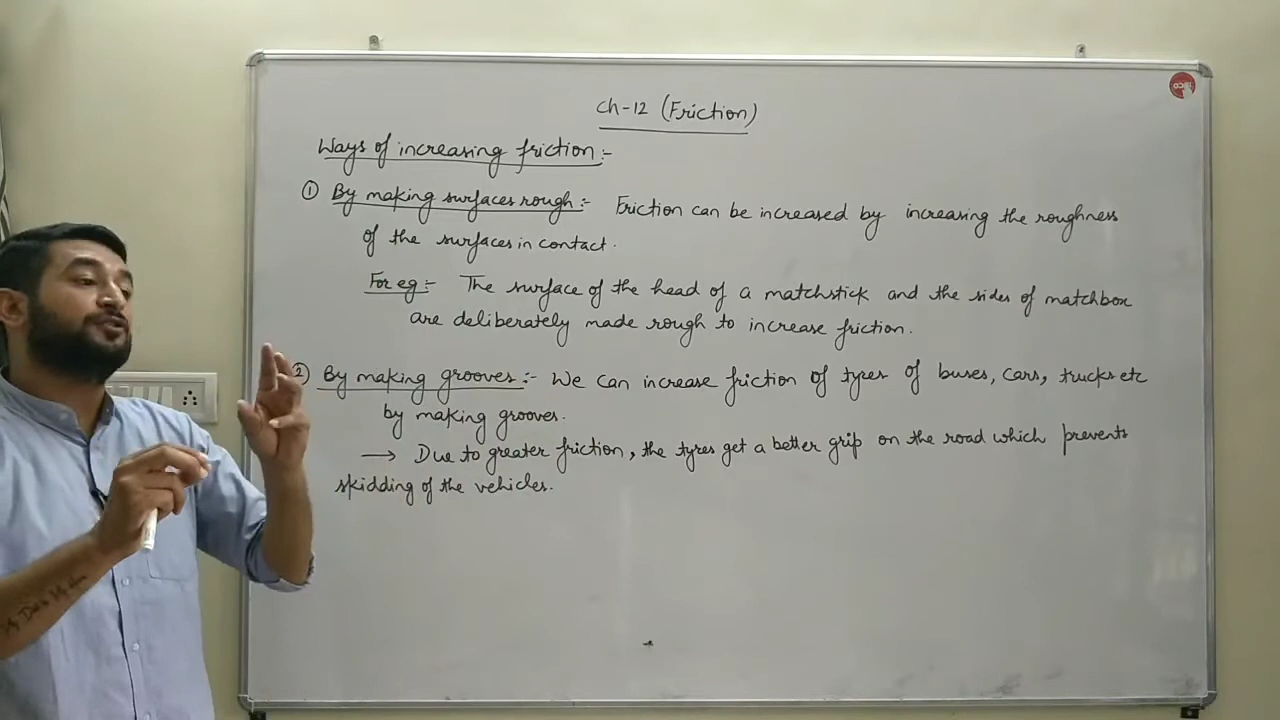 Ch-12 (Friction)
Ways of increasing friction :-
① By making surfaces rough :- Friction can be increased by increasing the roughness
of the surfaces in contact.
For eg :- The surface of the head of a matchstick and the sides of matchbox
are deliberately made rough to increase friction.
② By making grooves :- We can increase friction of tyres of buses, cars, trucks etc
by making grooves.
→ Due to greater friction, the tyres get a better grip on the road which prevents
skidding of the vehicles.